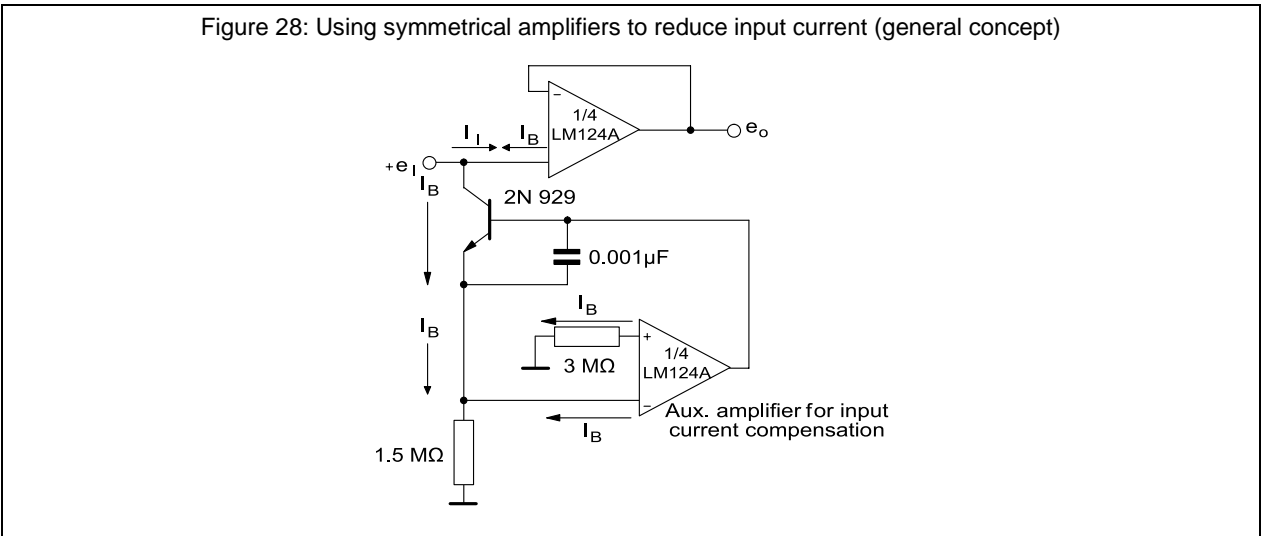 Figure 28: Using symmetrical amplifiers to reduce input current (general concept)
−
1/4
LM124A
e o
I I
I B
+e I
I B
2N 929
0.001µF
I B
I B
+
3 MΩ
1/4
LM124A
−
Aux. amplifier for input
current compensation
I B
1.5 MΩ